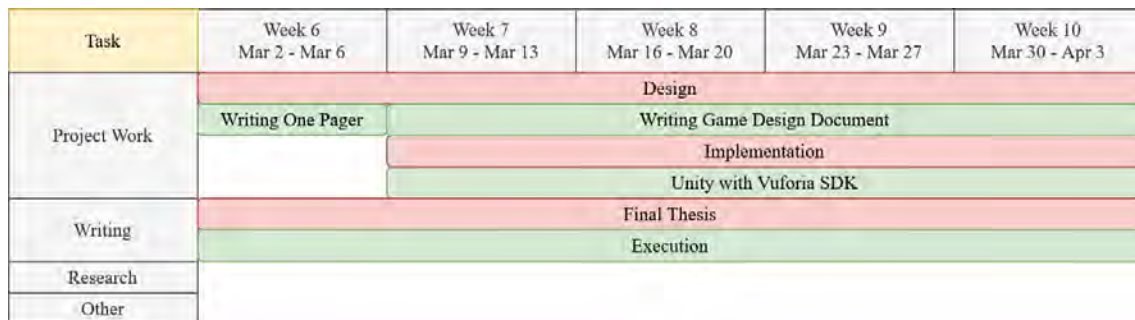 Task
Week 6
Mar 2 - Mar 6
Week 7
Mar 9 - Mar 13
Week 8
Mar 16 - Mar 20
Week 9
Mar 23 - Mar 27
Week 10
Mar 30 - Apr 3
Project Work
Design
Writing One Pager
Writing Game Design Document
Implementation
Unity with Vuforia SDK
Writing
Final Thesis
Execution
Research
Other